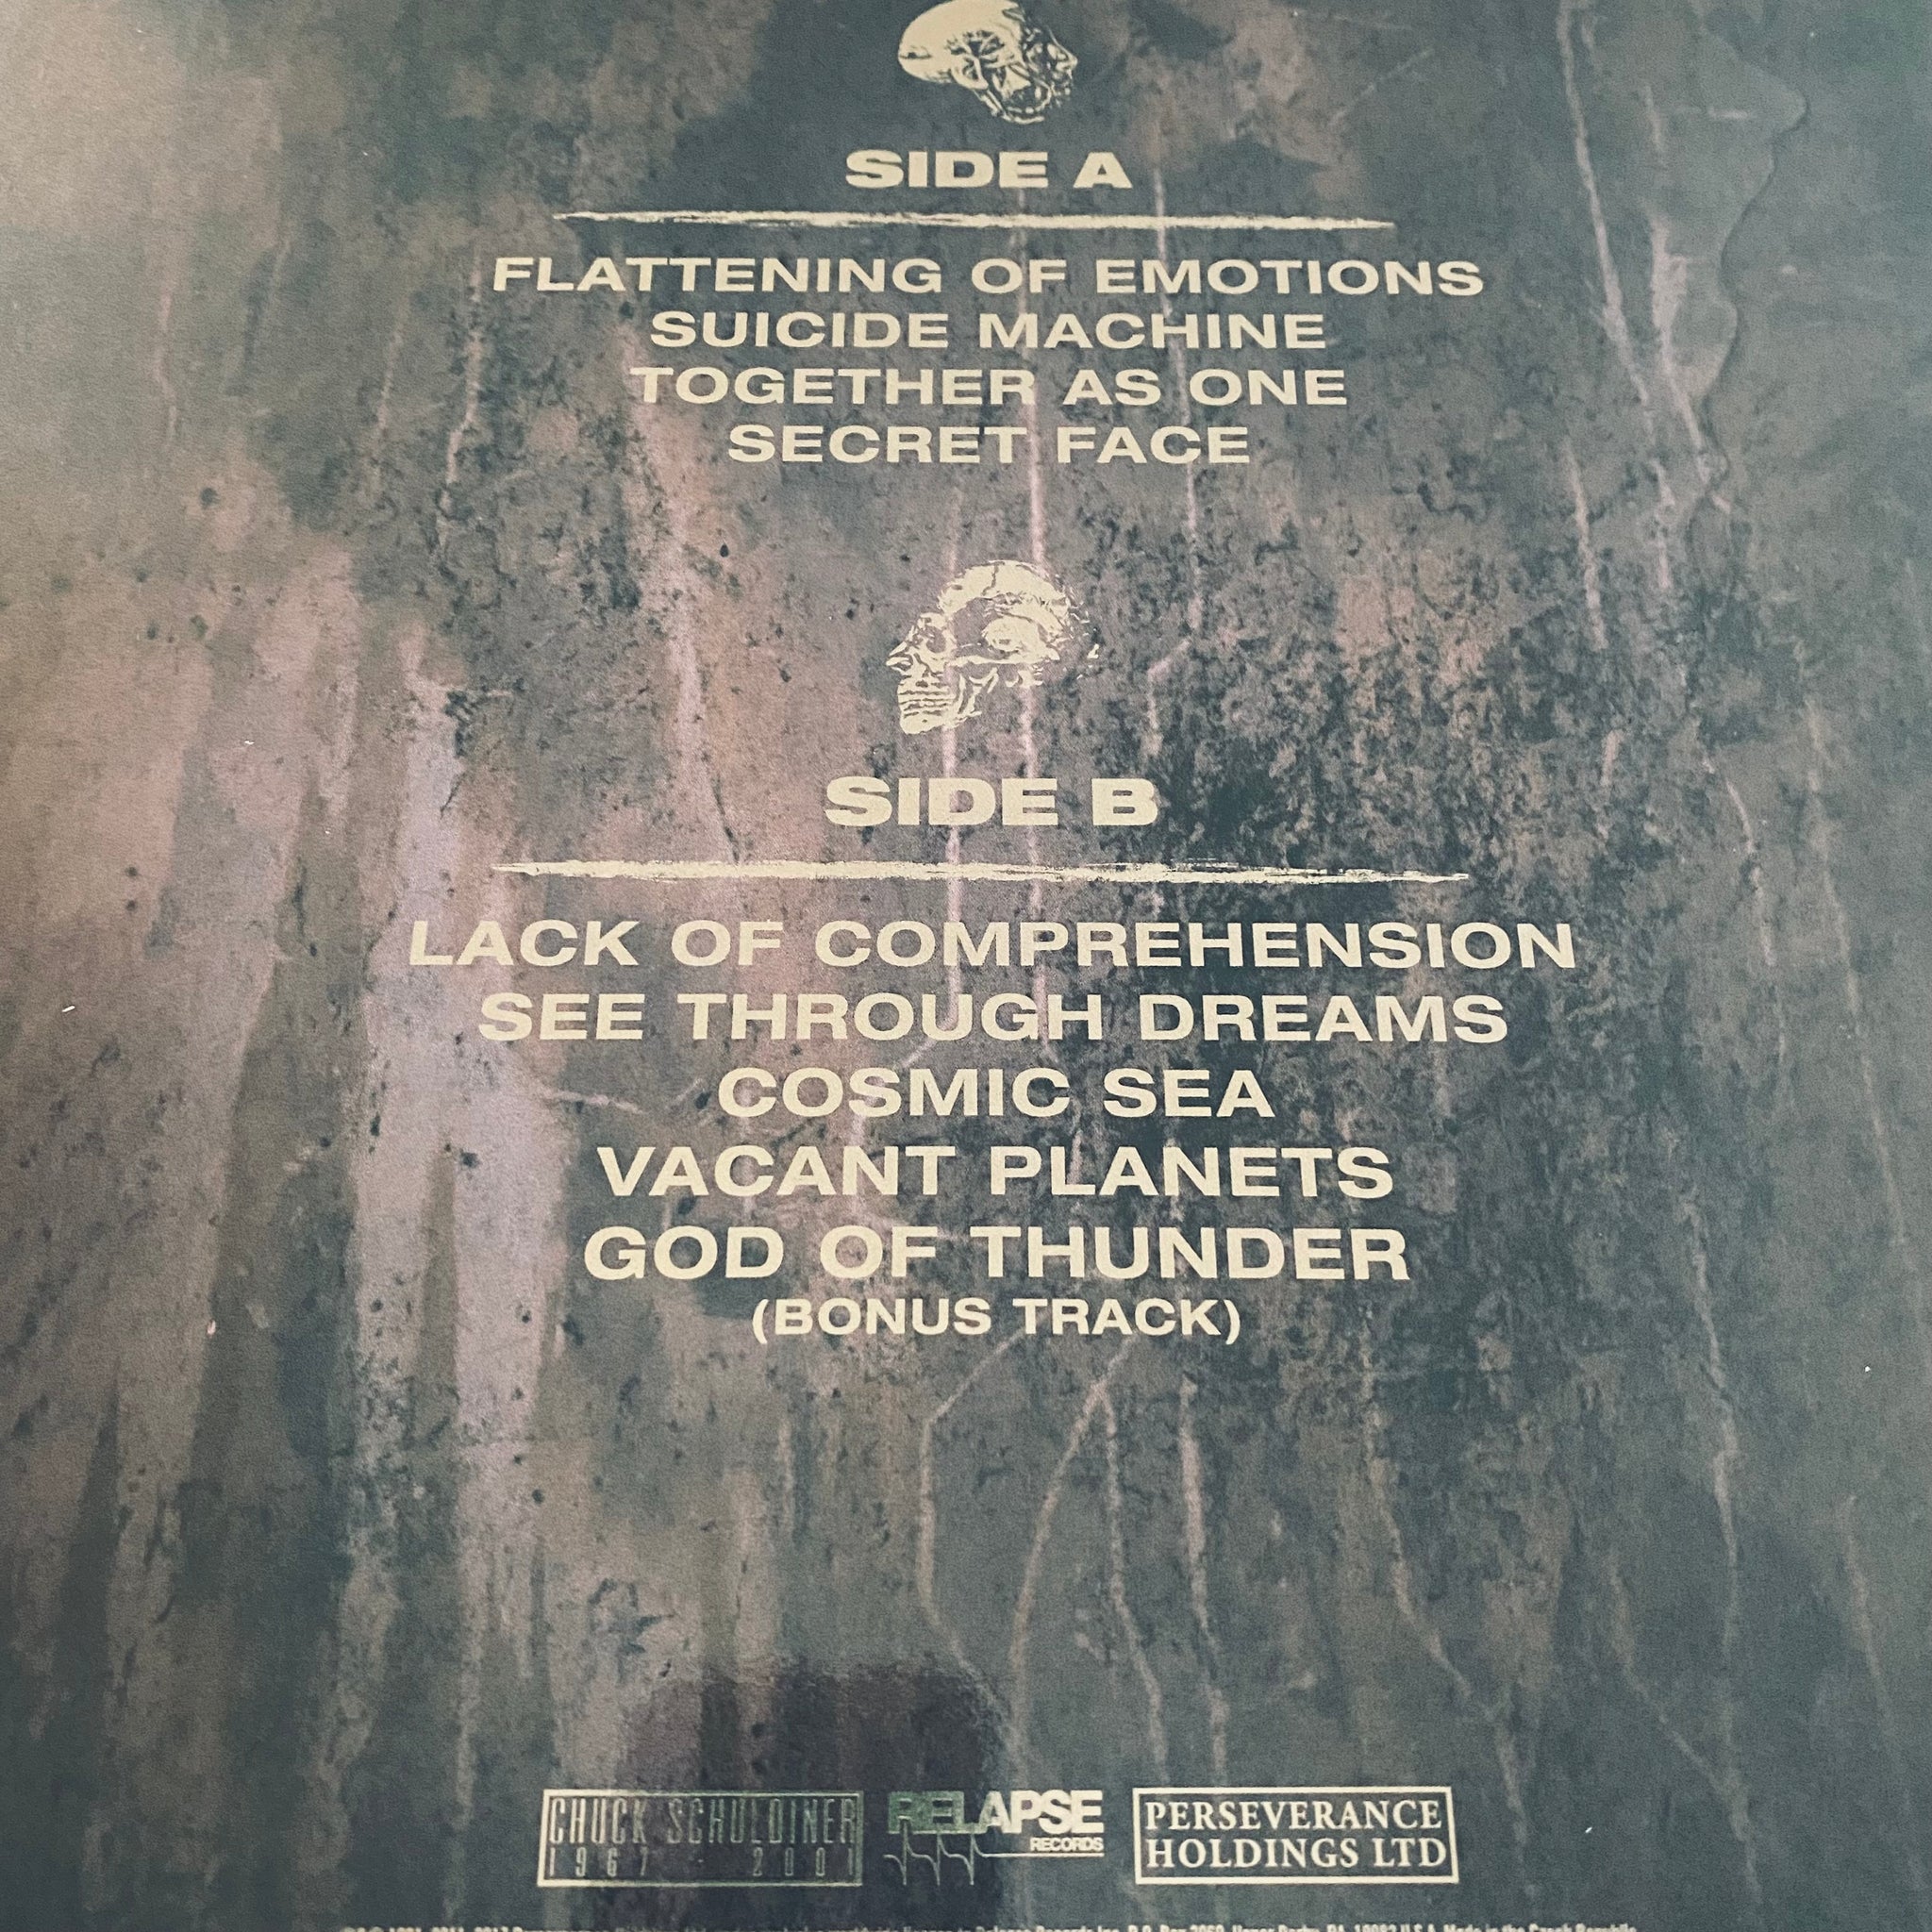 SIDE A
FLATTENING OF EMOTIONS
SUICIDE MACHINE
TOGETHER AS ONE
SECRET FACE
SIDE B
LACK OF COMPREHENSION
SEE THROUGH DREAMS
COSMIC SEA
VACANT PLANETS
GOD OF THUNDER
(BONUS TRACK)
CHUCK SCHULDINER
1967 - 2001
RELAPSE
RECORDS
PERSEVERANCE
HOLDINGS LTD